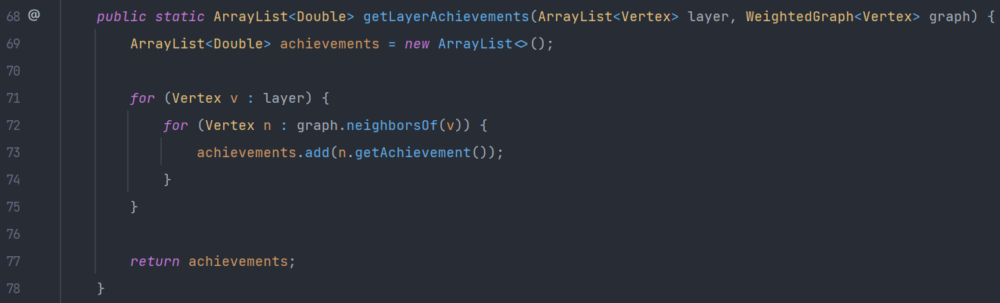 68 @ public static ArrayList<Double> getLayerAchievements(ArrayList<Vertex> layer, WeightedGraph<Vertex> graph) {
69 ArrayList<Double> achievements = new ArrayList<>();
70
71 for (Vertex v : layer) {
72 for (Vertex n : graph.neighborsOf(v)) {
73 achievements.add(n.getAchievement());
74 }
75 }
76
77 return achievements;
78 }